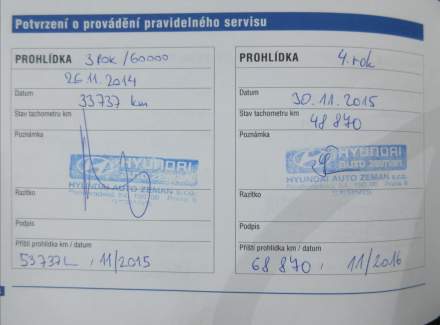 Potvrzení o provádění pravidelného servisu
PROHLÍDKA 3 rok /60000
26.11.2014
Datum
33737 km
Stav tachometru km
Poznámka
HYUNDAI
HYUNDAI AUTO ZEMAN s.r.o.
Razítko
Podpis
Příští prohlídka km / datum
53737 , 11/2015
PROHLÍDKA 4. rok
Datum
30.11.2015
Stav tachometru km
48 870
Poznámka
HYUNDAI
AUTO ZEMAN
HYUNDAI AUTO ZEMAN s.r.o.
Razítko
Podpis
Příští prohlídka km / datum
68 870 , 11/2016